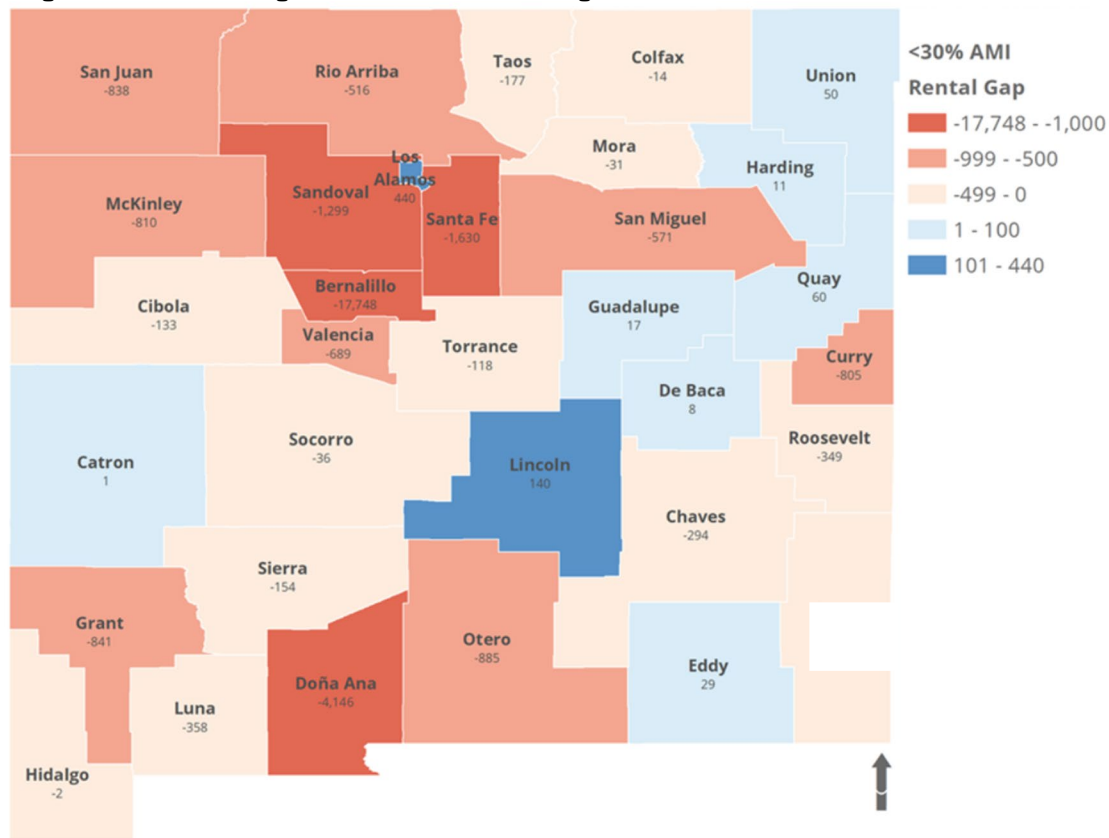 San Juan
-838
Rio Arriba
-516
Taos
-177
Colfax
-14
Union
50
<30% AMI
Rental Gap
-17,748 - -1,000
-999 - -500
-499 - 0
1 - 100
101 - 440
Mora
-31
Harding
11
Los
Alamos
440
Sandoval
-1,299
McKinley
-810
Santa Fe
-1,630
San Miguel
-571
Bernalillo
-17,748
Quay
60
Cibola
-133
Guadalupe
17
Valencia
-689
Torrance
-118
Curry
-805
De Baca
8
Socorro
-36
Roosevelt
-349
Catron
1
Lincoln
140
Chaves
-294
Sierra
-154
Grant
-841
Otero
-885
Eddy
29
Doña Ana
-4,146
Luna
-358
Hidalgo
-2